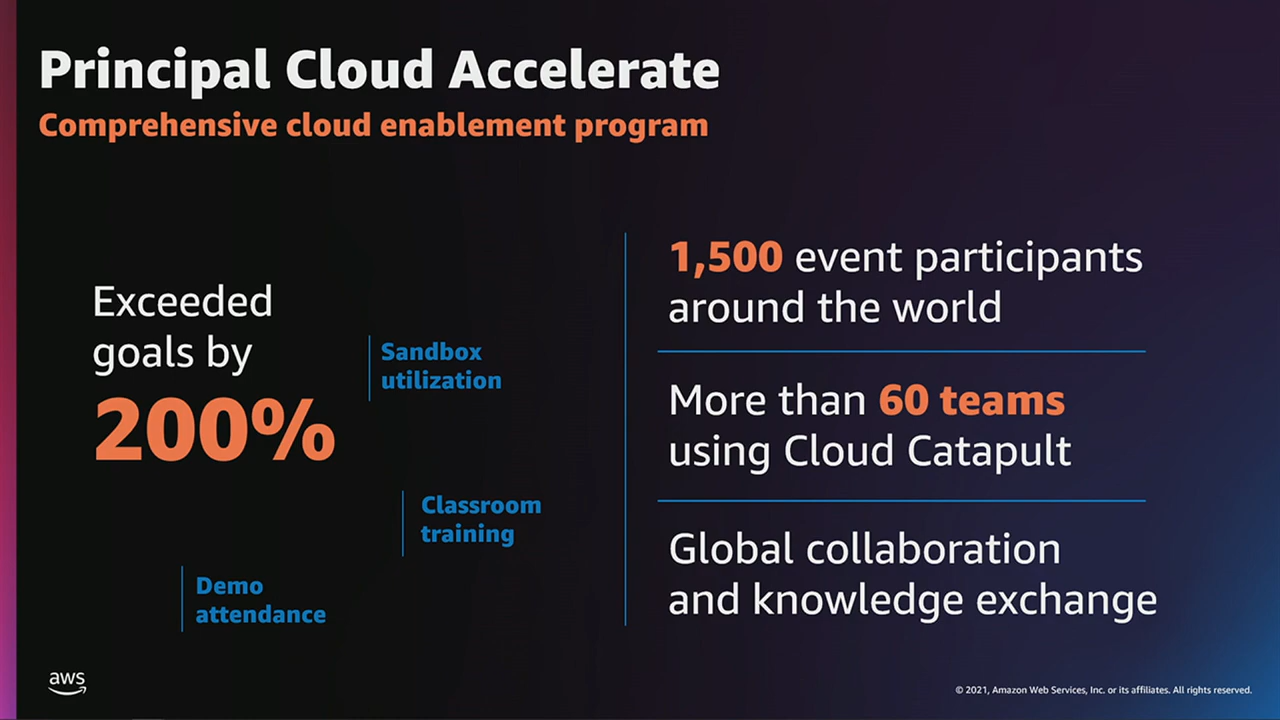 Principal Cloud Accelerate
Comprehensive cloud enablement program
Exceeded
goals by
200%
Sandbox
utilization
Classroom
training
Demo
attendance
1,500 event participants
around the world
More than 60 teams
using Cloud Catapult
Global collaboration
and knowledge exchange
aws
© 2021, Amazon Web Services, Inc. or its affiliates. All rights reserved.